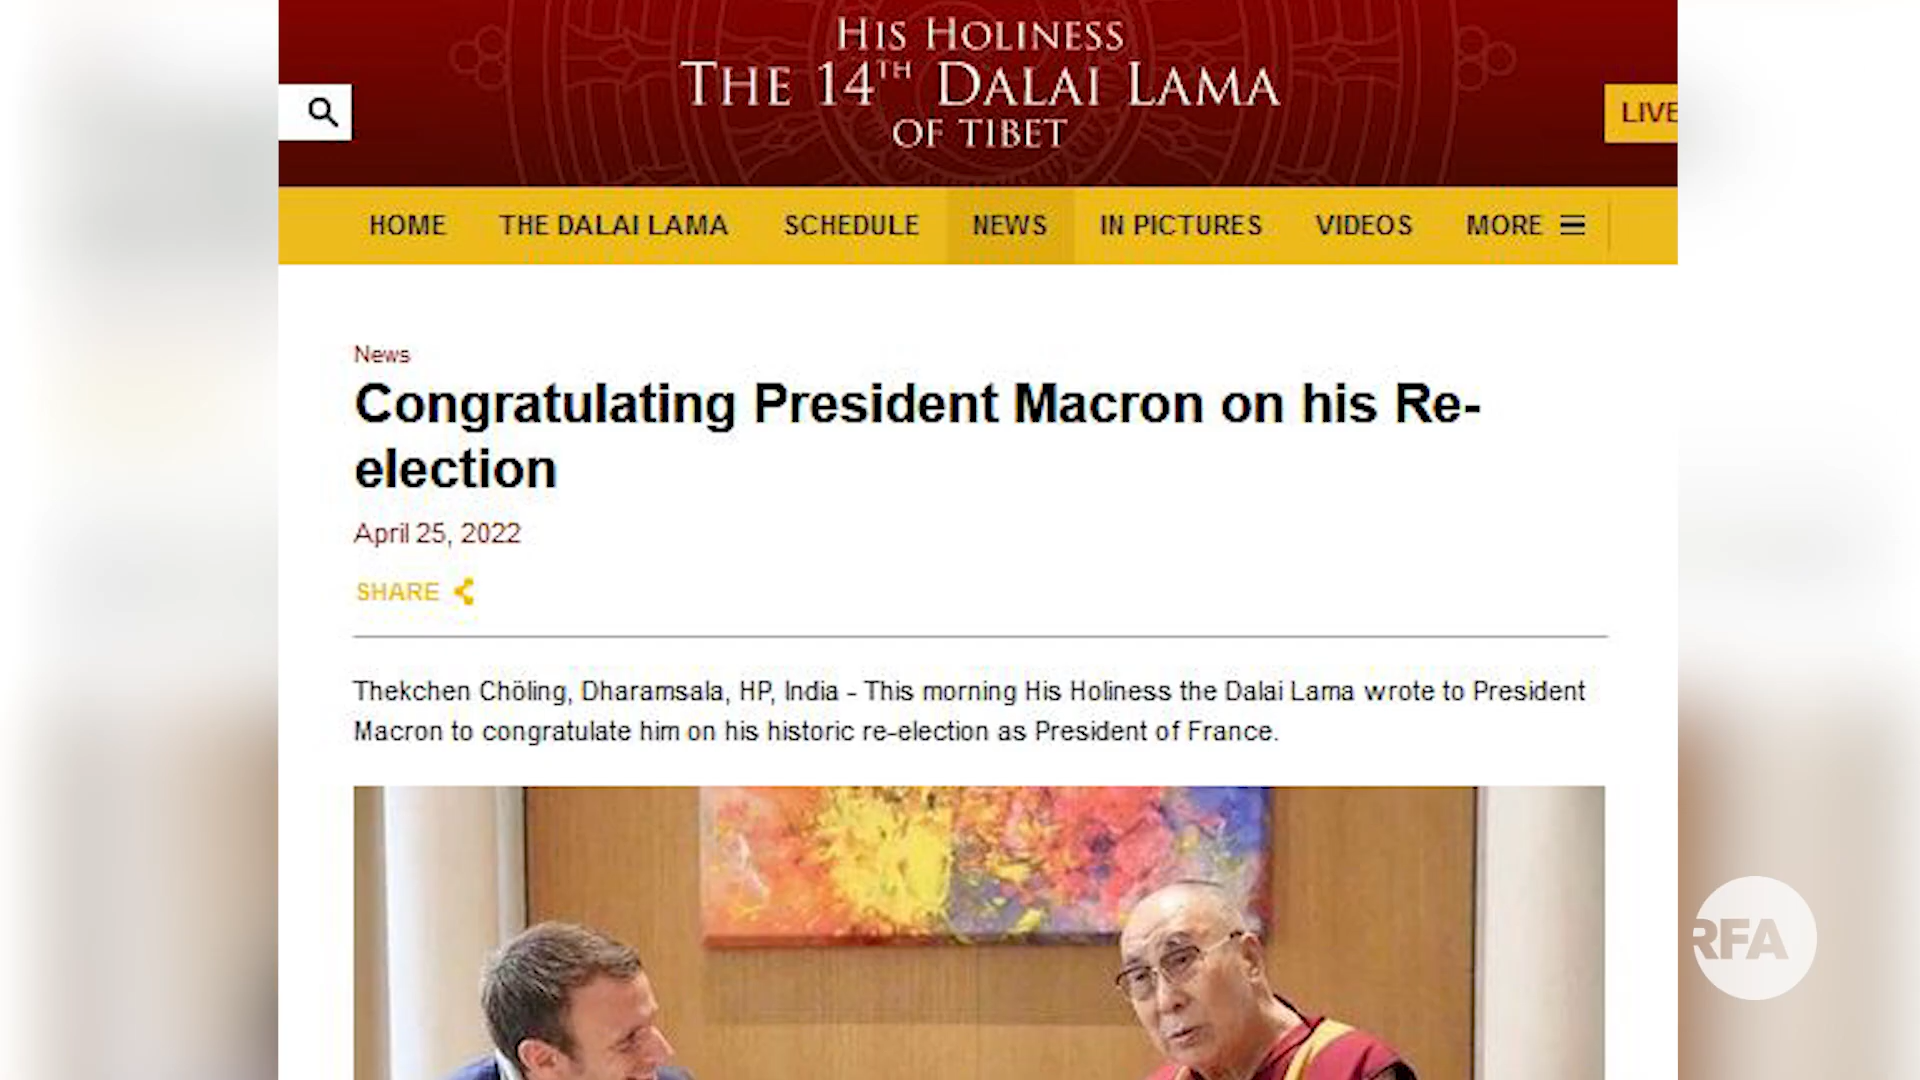 HIS HOLINESS
THE 14TH DALAI LAMA
OF TIBET
LIVE
HOME THE DALAI LAMA SCHEDULE NEWS IN PICTURES VIDEOS MORE
News
Congratulating President Macron on his Re-
election
April 25, 2022
SHARE
Thekchen Chöling, Dharamsala, HP, India - This morning His Holiness the Dalai Lama wrote to President
Macron to congratulate him on his historic re-election as President of France.
RFA